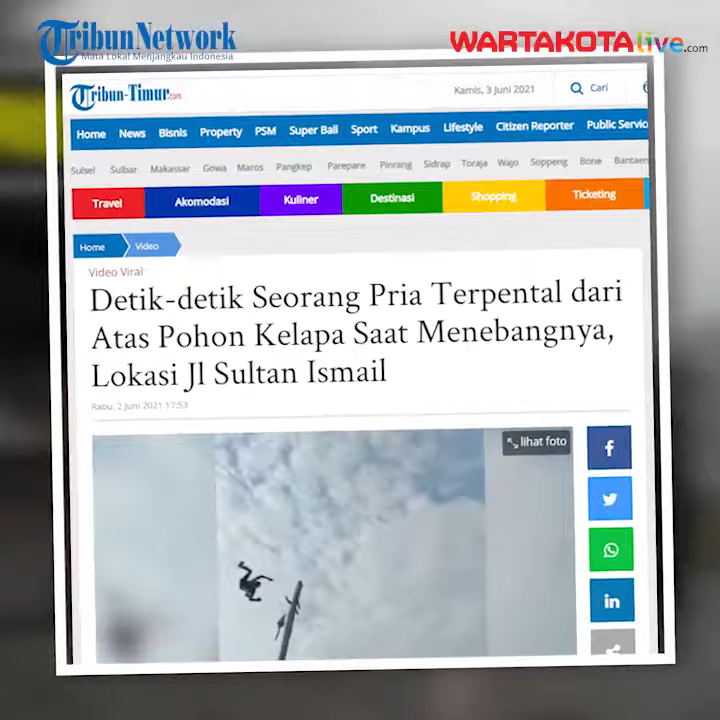 TribunNetwork
Mata Lokal Menjangkau Indonesia
WARTAKOTAlive.com
Tribun-Timur.com
Kamis, 3 Juni 2021
Cari
Home News Bisnis Property PSM Super Ball Sport Kampus Lifestyle Citizen Reporter Public Servic
Sulsel Sulbar Makassar Gowa Maros Pangkep Parepare Pinrang Sidrap Toraja Wajo Soppeng Bone Bantaen
Travel Akomodasi Kuliner Destinasi Shopping Ticketing
Home Video
Video Viral
Detik-detik Seorang Pria Terpental dari
Atas Pohon Kelapa Saat Menebangnya,
Lokasi Jl Sultan Ismail
Rabu, 2 Juni 2021 17:53
lihat foto